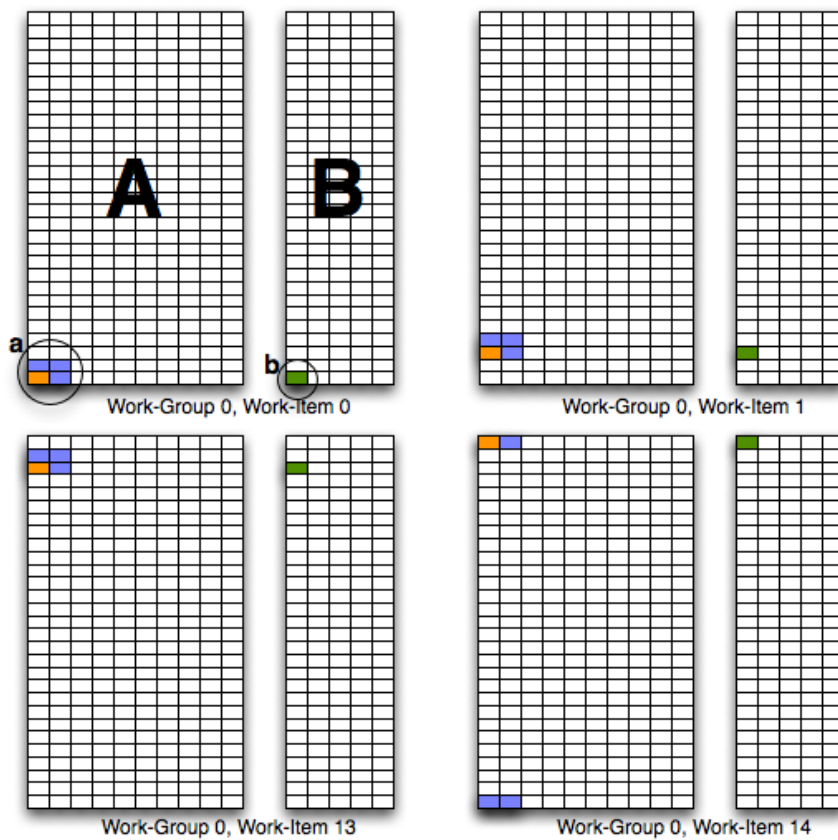 A
B
a
b
Work-Group 0, Work-Item 0
Work-Group 0, Work-Item 1
Work-Group 0, Work-Item 13
Work-Group 0, Work-Item 14